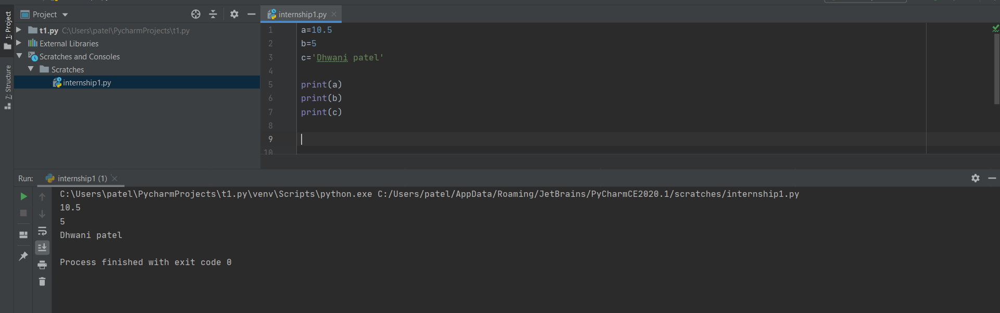 1: Project
7: Structure
Project
t1.py C:\Users\patel\PycharmProjects\t1.py
External Libraries
Scratches and Consoles
Scratches
internship1.py
internship1.py
1 a=10.5
2 b=5
3 c='Dhwani patel'
4
5 print(a)
6 print(b)
7 print(c)
8
9
10
Run: internship1 (1)
C:\Users\patel\PycharmProjects\t1.py\venv\Scripts\python.exe C:/Users/patel/AppData/Roaming/JetBrains/PyCharmCE2020.1/scratches/internship1.py
10.5
5
Dhwani patel
Process finished with exit code 0